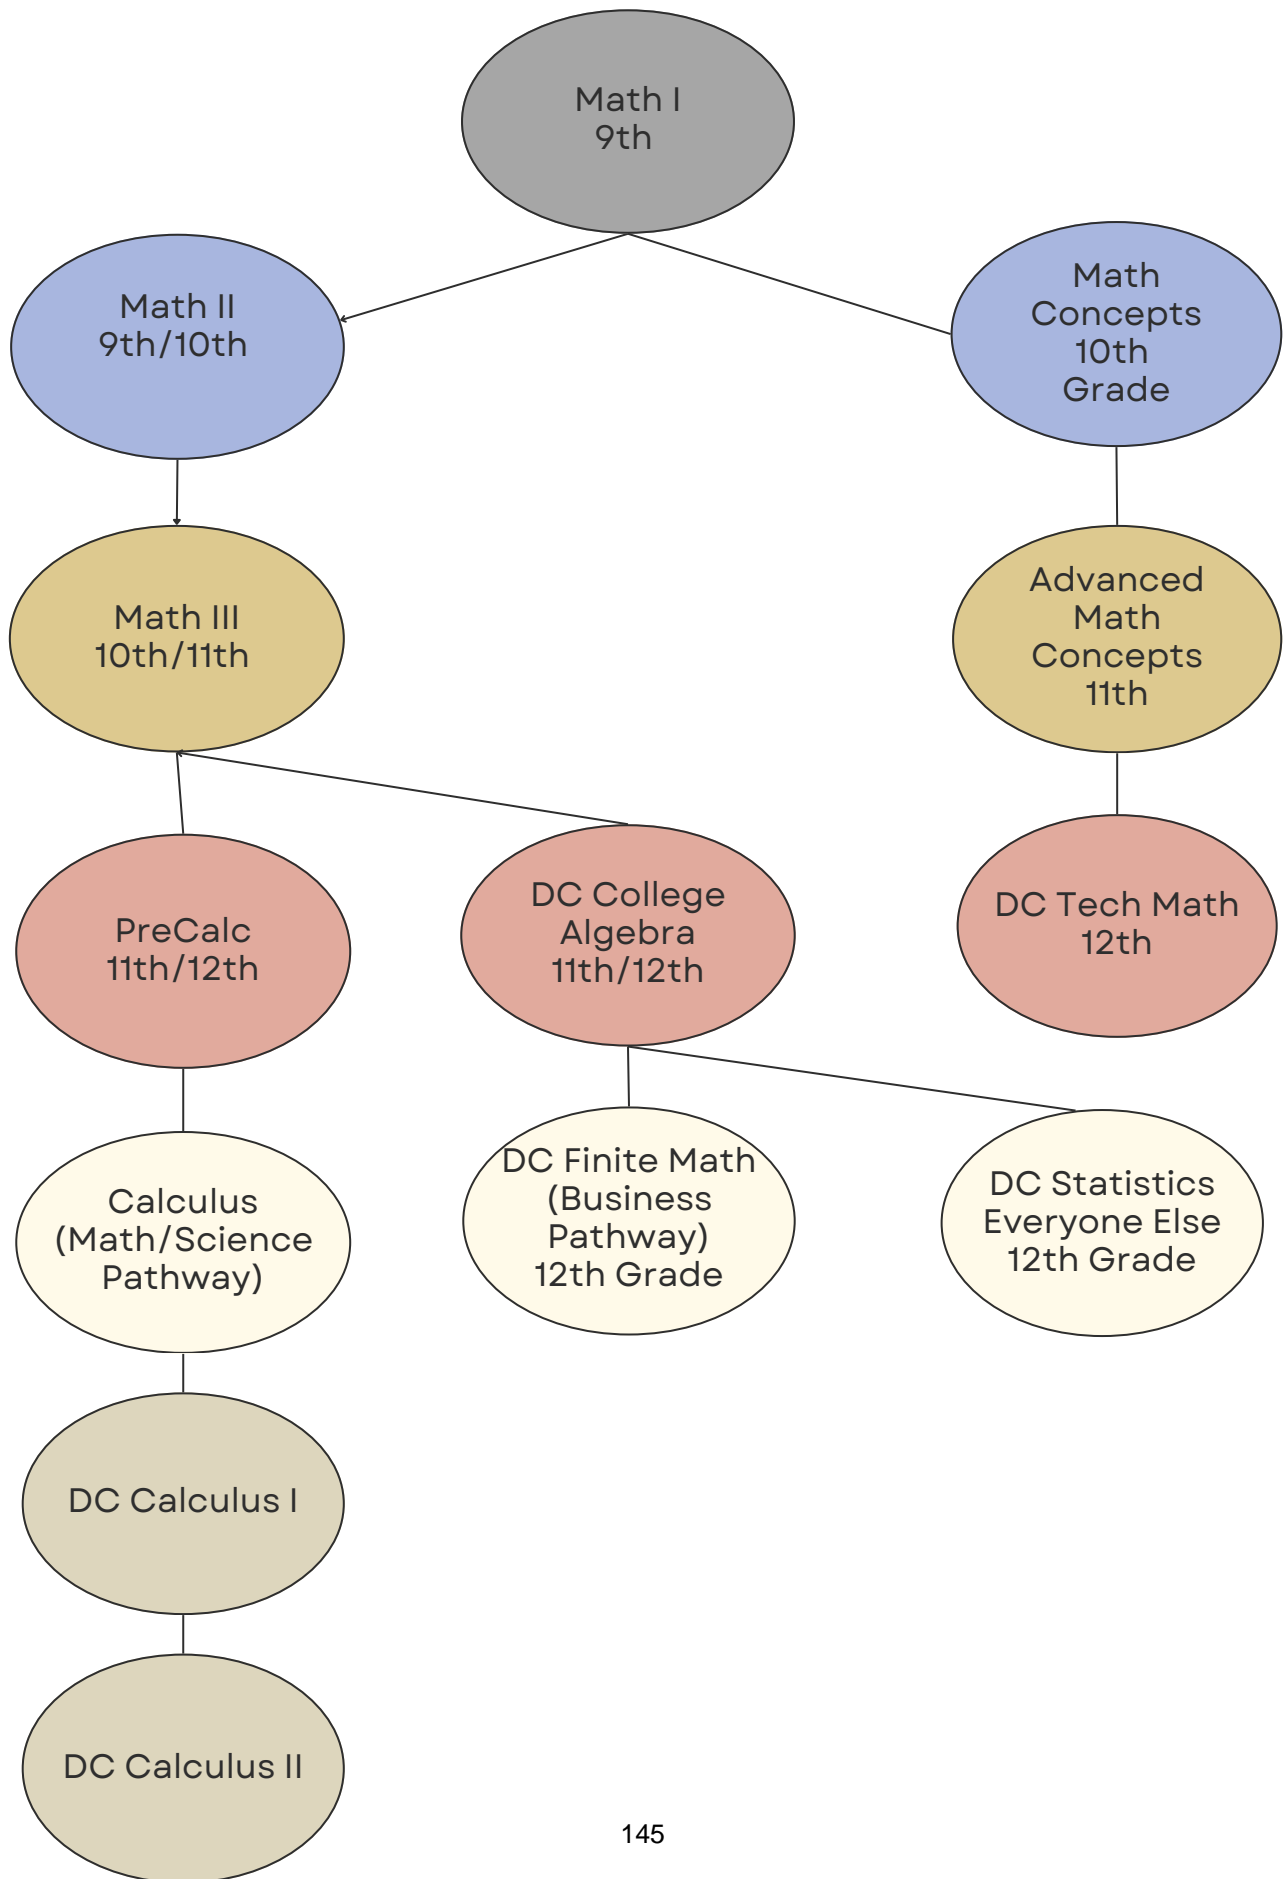 Math I
9th
Math II
9th/10th
Math
Concepts
10th
Grade
Math III
10th/11th
Advanced
Math
Concepts
11th
PreCalc
11th/12th
DC College
Algebra
11th/12th
DC Tech Math
12th
Calculus
(Math/Science
Pathway)
DC Finite Math
(Business
Pathway)
12th Grade
DC Statistics
Everyone Else
12th Grade
DC Calculus I
DC Calculus II
145